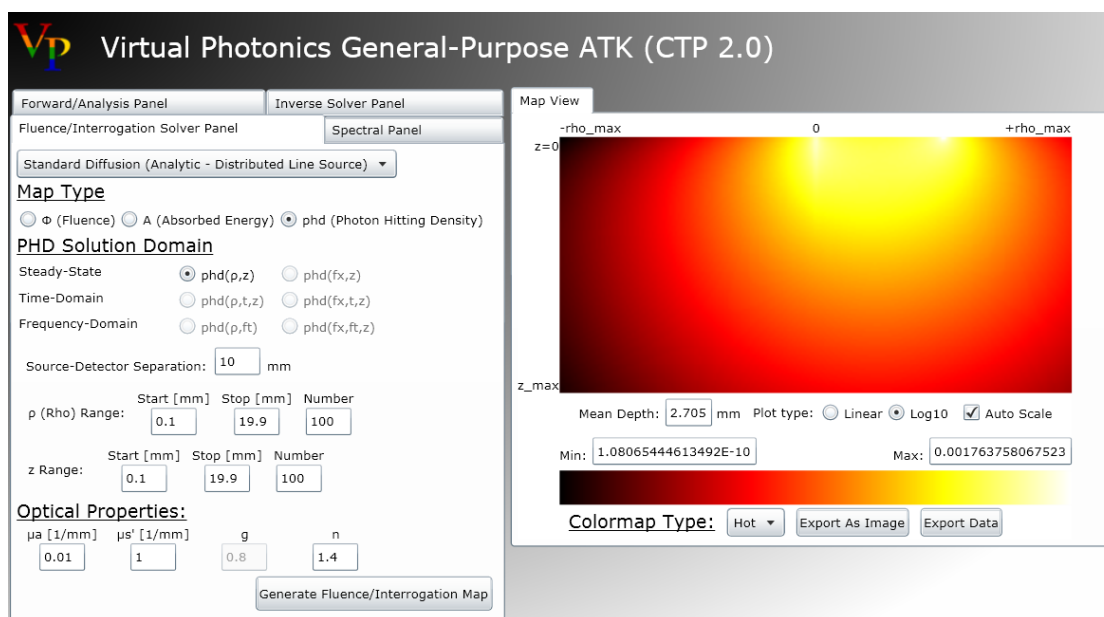 VP Virtual Photonics General-Purpose ATK (CTP 2.0)
Forward/Analysis Panel Inverse Solver Panel
Fluence/Interrogation Solver Panel Spectral Panel
Standard Diffusion (Analytic - Distributed Line Source)
Map Type
Φ (Fluence) A (Absorbed Energy) phd (Photon Hitting Density)
PHD Solution Domain
Steady-State phd(ρ,z) phd(fx,z)
Time-Domain phd(ρ,t,z) phd(fx,t,z)
Frequency-Domain phd(ρ,ft) phd(fx,ft,z)
Source-Detector Separation: 10 mm
Start [mm] Stop [mm] Number
ρ (Rho) Range: 0.1 19.9 100
Start [mm] Stop [mm] Number
z Range: 0.1 19.9 100
Optical Properties:
μa [1/mm] μs' [1/mm] g n
0.01 1 0.8 1.4
Generate Fluence/Interrogation Map
Map View
-rho_max 0 +rho_max
z=0
z_max
Mean Depth: 2.705 mm Plot type: Linear Log10 Auto Scale
Min: 1.08065444613492E-10 Max: 0.001763758067523
Colormap Type: Hot Export As Image Export Data